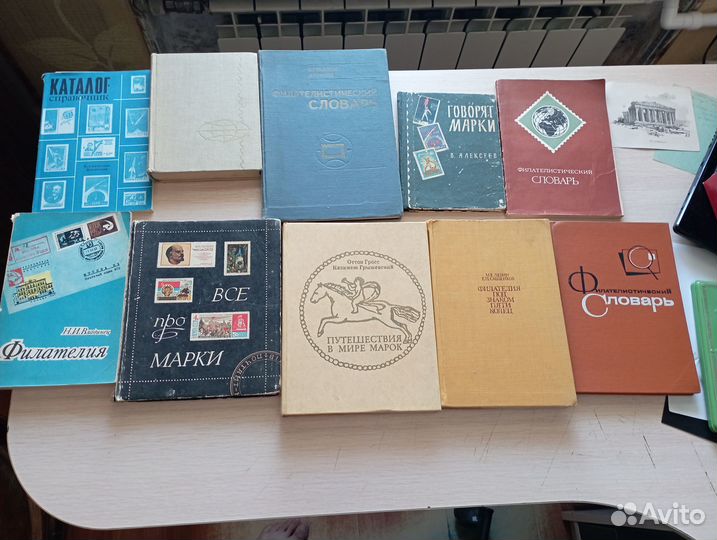 КАТАЛОГ-
справочник
ФИЛАТЕЛИСТИЧЕСКИЙ
СЛОВАРЬ
ГОВОРЯТ
МАРКИ
В. АЛЕКСЕЕВ
ФИЛАТЕЛИСТИЧЕСКИЙ
СЛОВАРЬ
Н.И. Владинец
Филателия
ВСЕ
про
МАРКИ
Оттон Гросс
Казимеж Грыжевский
ПУТЕШЕСТВИЯ
В МИРЕ МАРОК
ФИЛАТЕЛИЯ
ПОД
ЗНАКОМ
ПЯТИ
КОЛЕЦ
Филателистический
Словарь
Avito